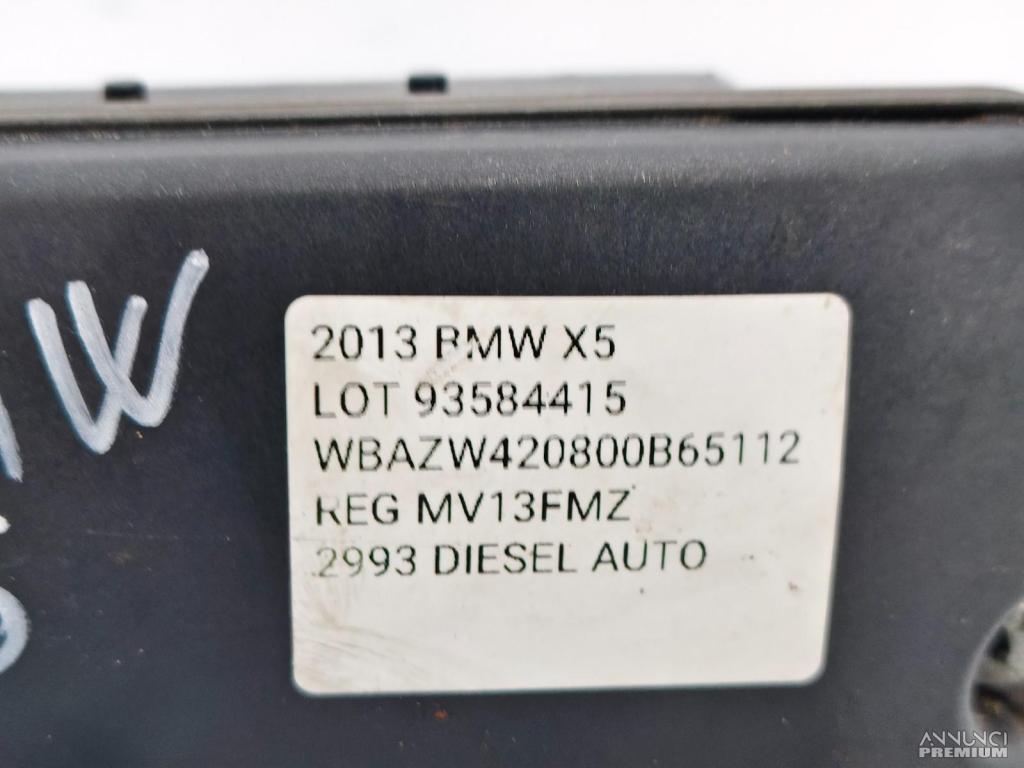 2013 BMW X5
LOT 93584415
WBAZW420800B65112
REG MV13FMZ
2993 DIESEL AUTO
ANNUNCI
PREMIUM